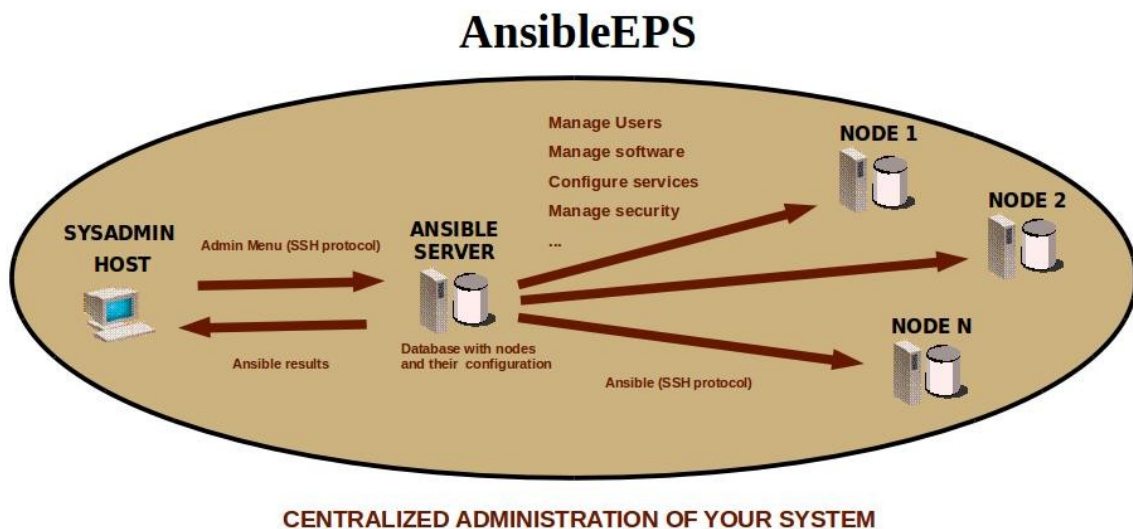 AnsibleEPS
Manage Users
Manage software
Configure services
Manage security
...
NODE 1
NODE 2
SYSADMIN
HOST
Admin Menu (SSH protocol)
ANSIBLE
SERVER
Ansible results
Database with nodes
and their configuration
NODE N
Ansible (SSH protocol)
CENTRALIZED ADMINISTRATION OF YOUR SYSTEM